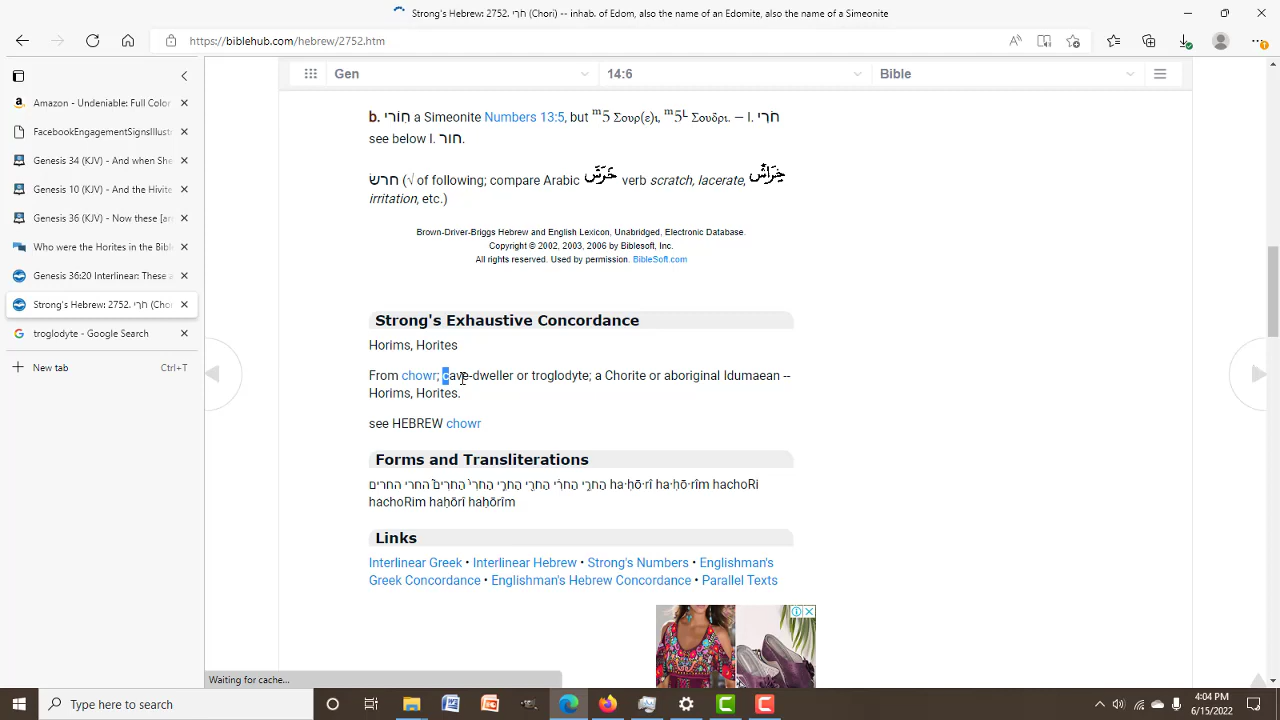 Strong's Hebrew: 2752. חֹרִי (Chori) -- inhab. of Edom, also the name of an Edomite, also the name of a Simeonite
https://biblehub.com/hebrew/2752.htm
Amazon - Undeniable: Full Color
FacebookEngagementSignsIllustr
Genesis 34 (KJV) - And when She
Genesis 10 (KJV) - And the Hivite
Genesis 36 (KJV) - Now these [are
Who were the Horites in the Bibl
Genesis 36:20 Interlinear: These a
Strong's Hebrew: 2752. חֹרִי (Cho
troglodyte - Google Search
New tab
Ctrl+T
Gen
14:6
Bible
b. חוֺרִי a Simeonite Numbers 13:5, but ᵐ5 Σουρ(ε)ι, ᵐ5ᴸ Σουδρι. — I. חֹרִי
see below I. חור.
חרשׂ (√ of following; compare Arabic verb scratch, lacerate,
irritation, etc.)
Brown-Driver-Briggs Hebrew and English Lexicon, Unabridged, Electronic Database.
Copyright © 2002, 2003, 2006 by Biblesoft, Inc.
All rights reserved. Used by permission. BibleSoft.com
Strong's Exhaustive Concordance
Horims, Horites
From chowr; cave-dweller or troglodyte; a Chorite or aboriginal Idumaean --
Horims, Horites.
see HEBREW chowr
Forms and Transliterations
ha·ḥō·rî ha·ḥō·rîm hachoRi
hachoRim haḥōrî haḥōrîm
Links
Interlinear Greek • Interlinear Hebrew • Strong's Numbers • Englishman's
Greek Concordance • Englishman's Hebrew Concordance • Parallel Texts
Waiting for cache...
Type here to search
4:04 PM
6/15/2022